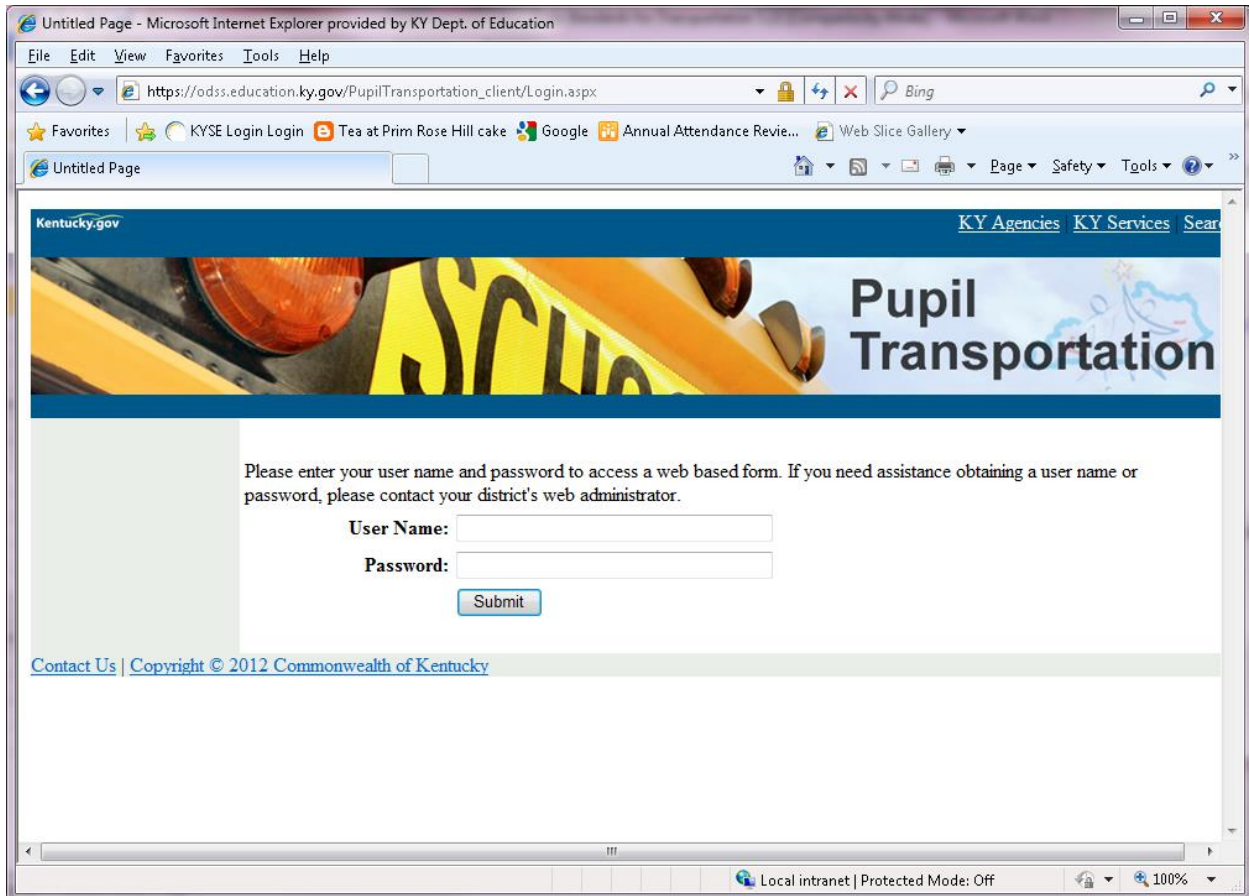 Untitled Page - Microsoft Internet Explorer provided by KY Dept. of Education
File Edit View Favorites Tools Help
https://odss.education.ky.gov/PupilTransportation_client/Login.aspx Bing
Favorites KYSE Login Login Tea at Prim Rose Hill cake Google Annual Attendance Revie... Web Slice Gallery
Untitled Page Page Safety Tools
Kentucky.gov KY Agencies | KY Services | Sear
SCHO
Pupil
Transportation
Please enter your user name and password to access a web based form. If you need assistance obtaining a user name or
password, please contact your district's web administrator.
User Name:
Password:
Submit
Contact Us | Copyright © 2012 Commonwealth of Kentucky
Local intranet | Protected Mode: Off 100%